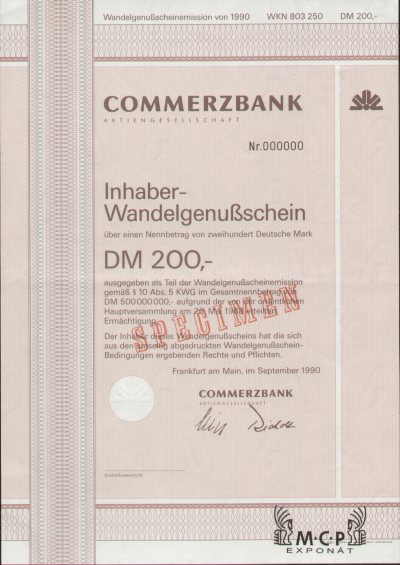 Wandelgenußscheinemission von 1990 WKN 803 250 DM 200,-
COMMERZBANK
AKTIENGESELLSCHAFT
Nr.000000
Inhaber-
Wandelgenußschein
über einen Nennbetrag von zweihundert Deutsche Mark
DM 200,-
ausgegeben als Teil der Wandelgenußscheinemission
gemäß § 10 Abs. 5 KWG im Gesamtnennbetrag von
DM 500 000 000,- aufgrund der von der ordentlichen
Hauptversammlung am 26. Mai 1989 erteilten
Ermächtigung.
SPECIMEN
Der Inhaber dieses Wandelgenußscheins hat die sich
aus den umseitig abgedruckten Wandelgenußschein-
Bedingungen ergebenden Rechte und Pflichten.
Frankfurt am Main, im September 1990
COMMERZBANK
AKTIENGESELLSCHAFT
Kontrollunterschrift
M·C·P
EXPONÁT